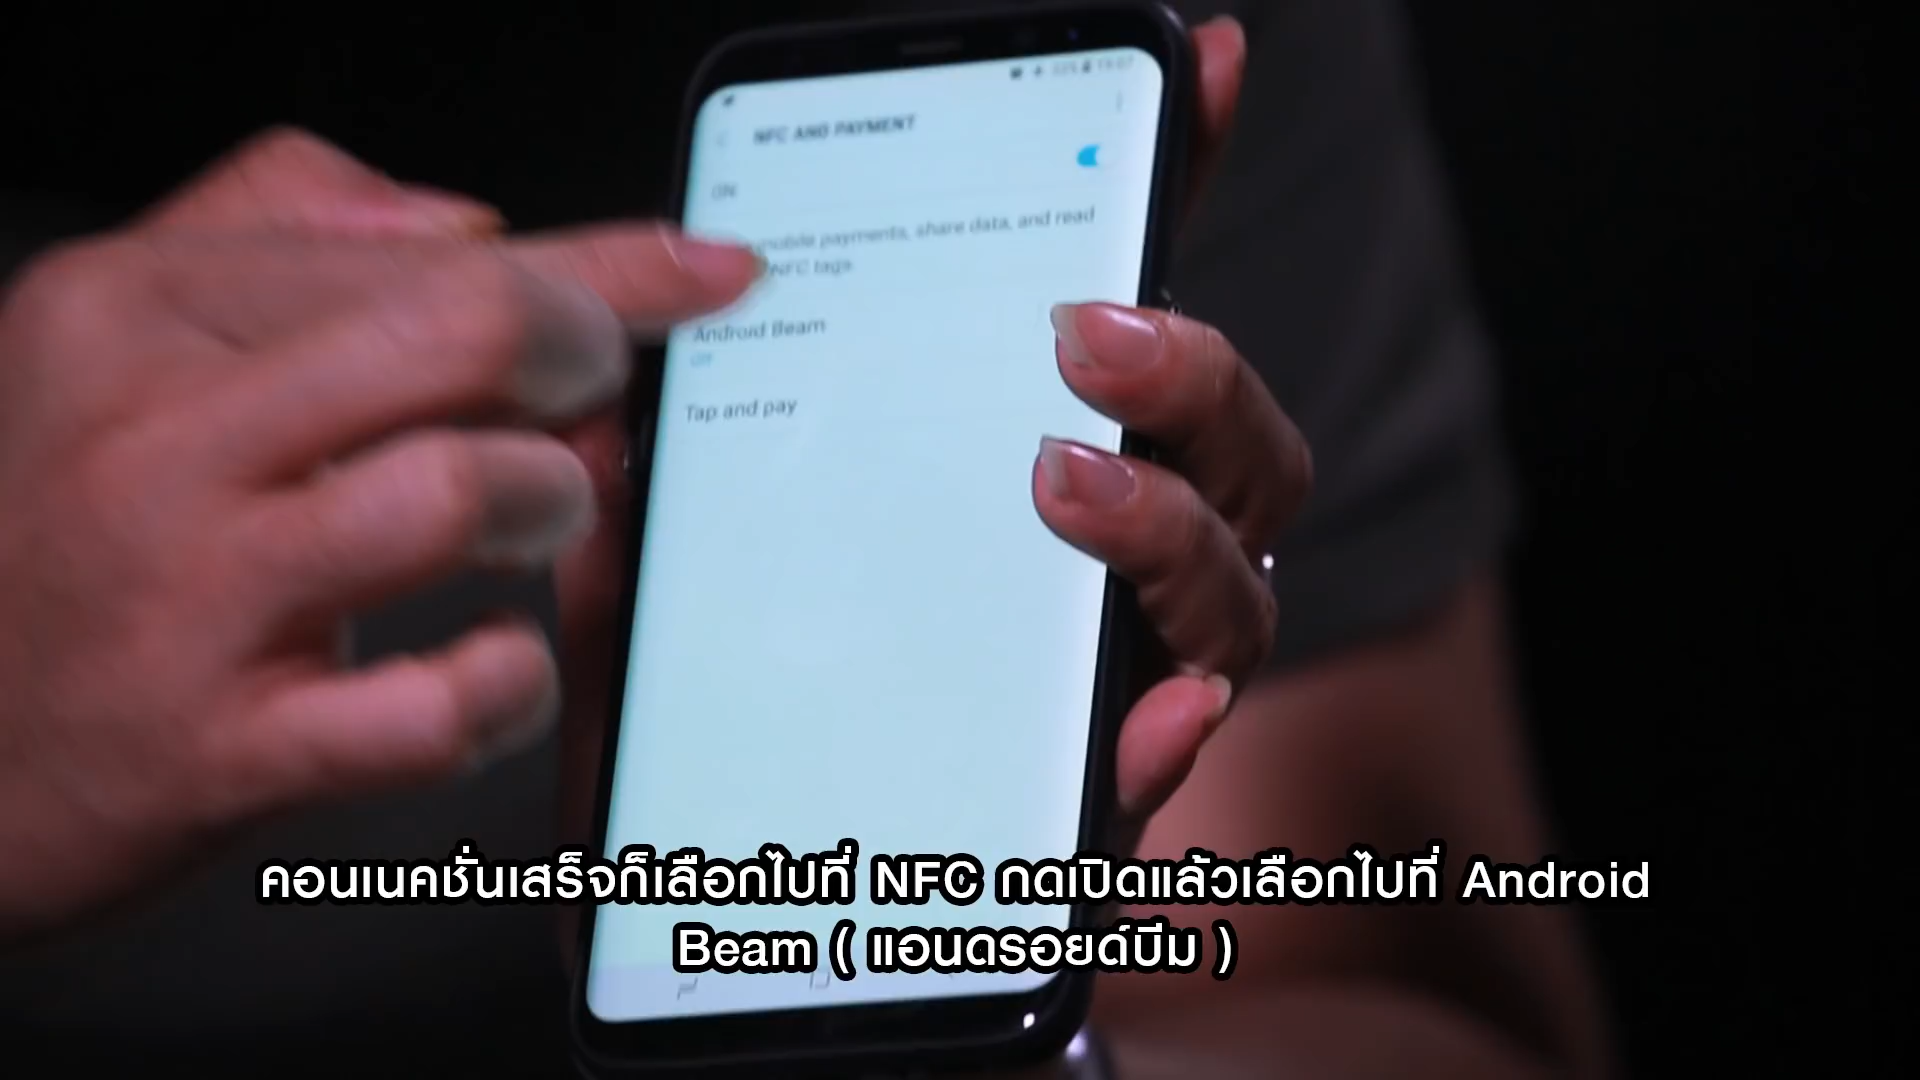 NFC AND PAYMENT
ON
mobile payments, share data, and read
NFC tags.
Android Beam
Off
Tap and pay
คอนเนคชั่นเสร็จก็เลือกไปที่ NFC กดเปิดแล้วเลือกไปที่ Android
Beam ( แอนดรอยด์บีม )